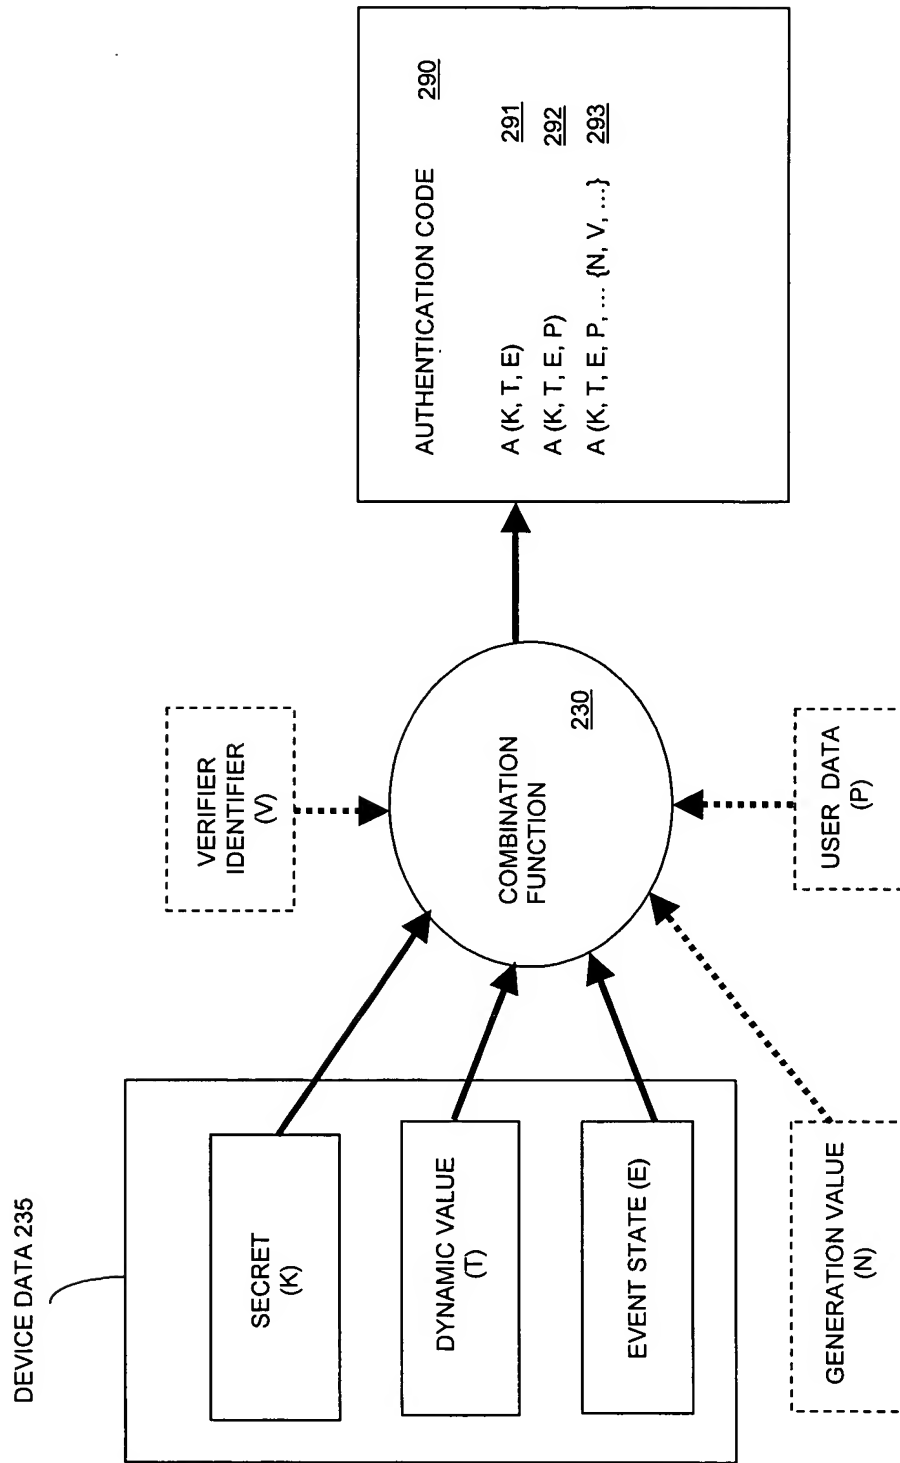 DEVICE DATA 235
SECRET
(K)
DYNAMIC VALUE
(T)
EVENT STATE (E)
GENERATION VALUE
(N)
VERIFIER
IDENTIFIER
(V)
COMBINATION
FUNCTION
230
USER DATA
(P)
AUTHENTICATION CODE 290
A (K, T, E) 291
A (K, T, E, P) 292
A (K, T, E, P, ... {N, V, ...} 293